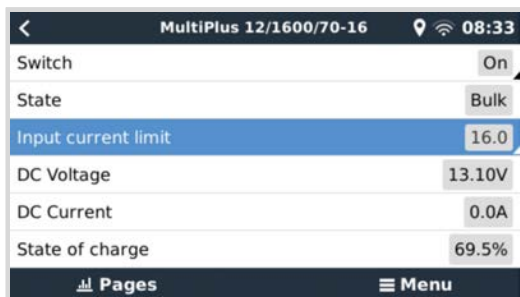 MultiPlus 12/1600/70-16 08:33
Switch On
State Bulk
Input current limit 16.0
DC Voltage 13.10V
DC Current 0.0A
State of charge 69.5%
Pages Menu